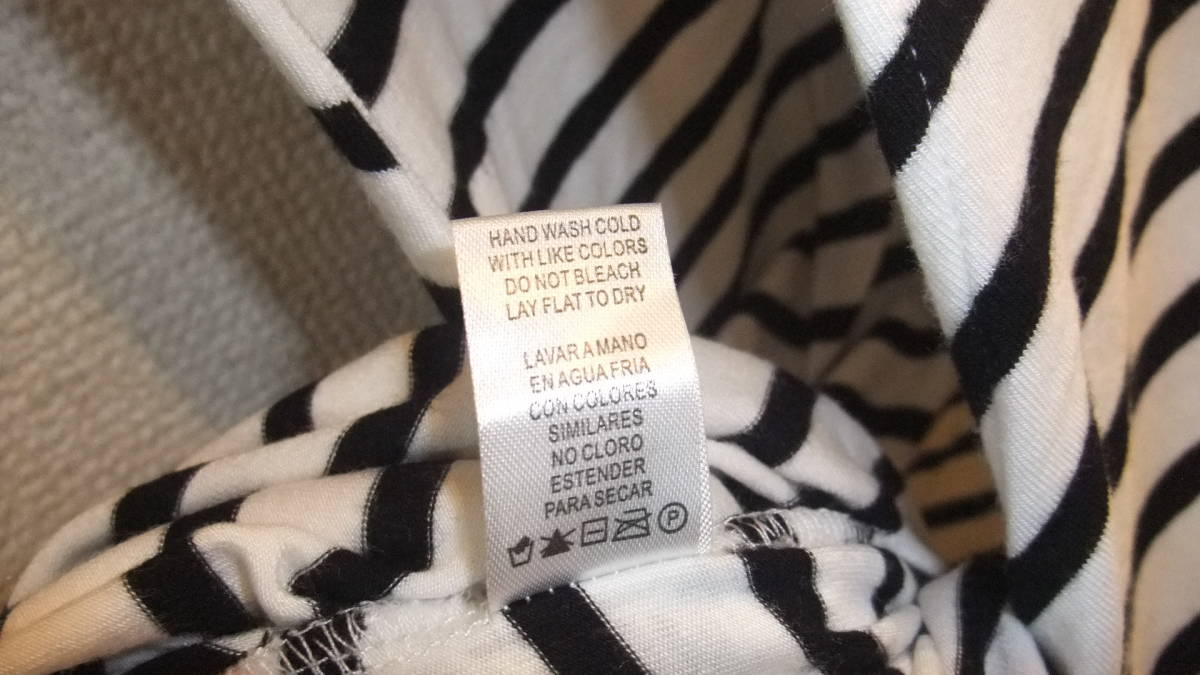 HAND WASH COLD
WITH LIKE COLORS
DO NOT BLEACH
LAY FLAT TO DRY
LAVAR A MANO
EN AGUA FRIA
CON COLORES
SIMILARES
NO CLORO
ESTENDER
PARA SECAR
P